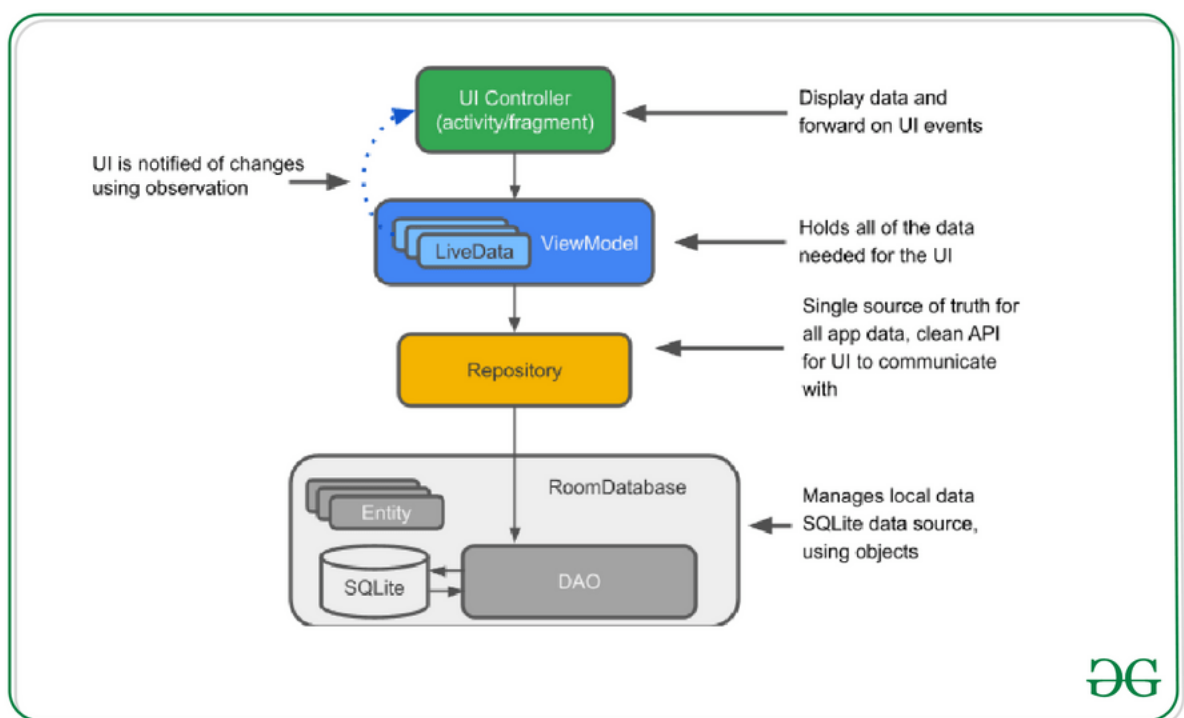 UI Controller
(activity/fragment)
Display data and
forward on UI events
UI is notified of changes
using observation
LiveData
ViewModel
Holds all of the data
needed for the UI
Single source of truth for
all app data, clean API
for UI to communicate
with
Repository
RoomDatabase
Entity
SQLite
DAO
Manages local data
SQLite data source,
using objects